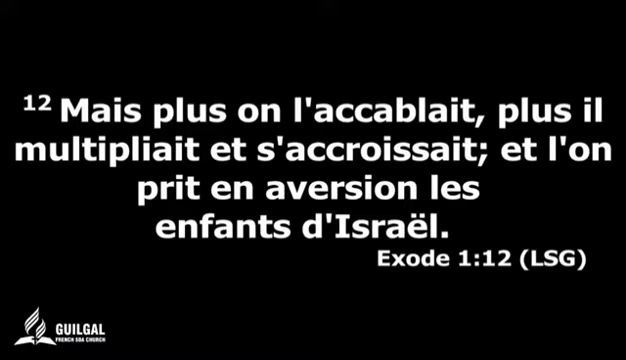 12 Mais plus on l'accablait, plus il
multipliait et s'accroissait; et l'on
prit en aversion les
enfants d'Israël.
Exode 1:12 (LSG)
GUILGAL
FRENCH SDA CHURCH